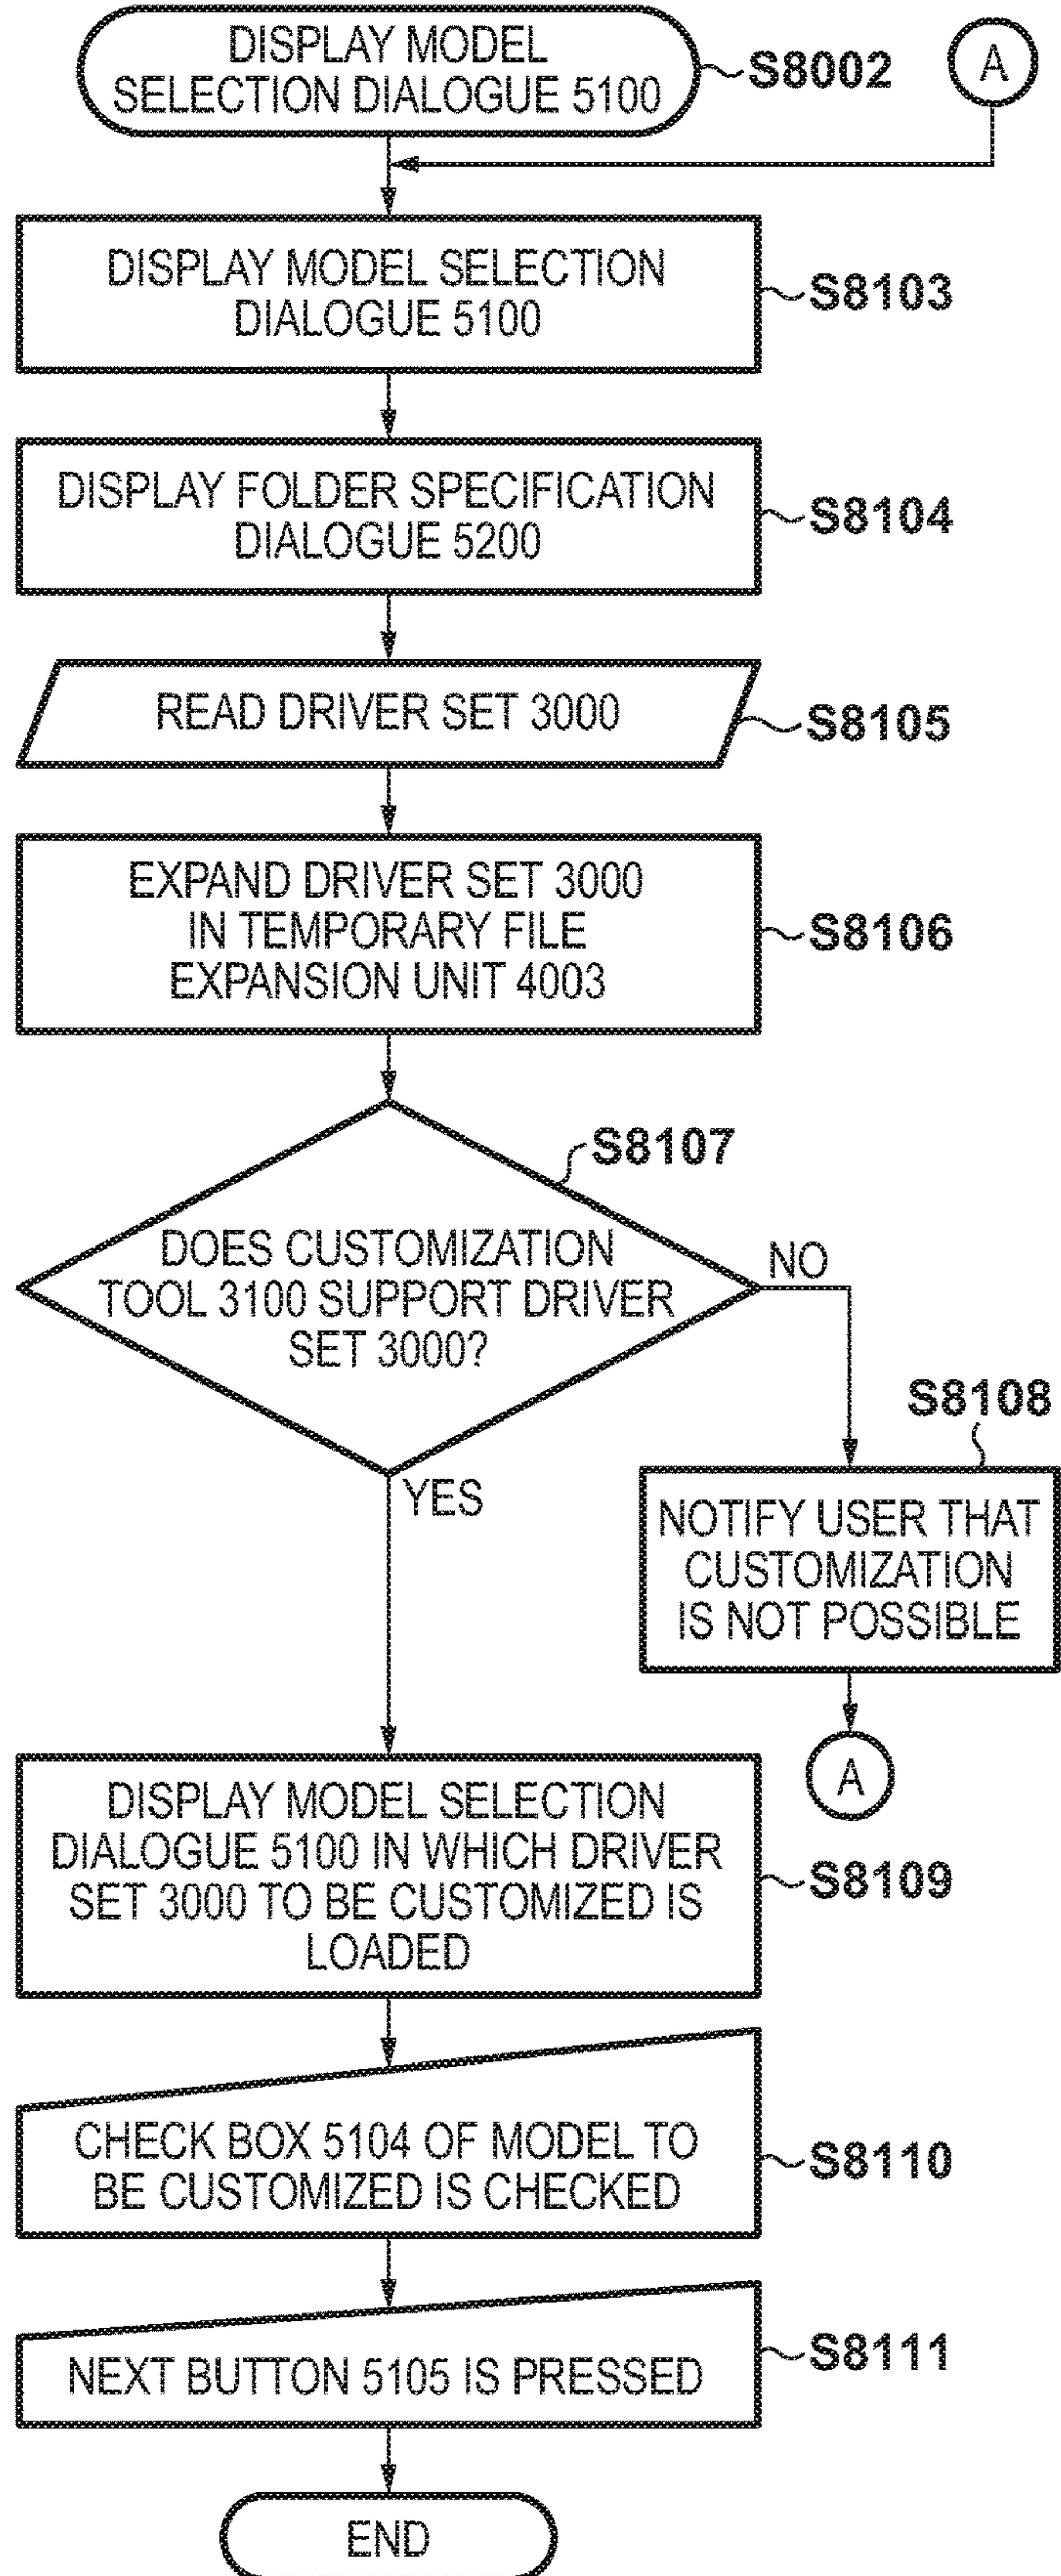 DISPLAY MODEL
SELECTION DIALOGUE 5100
S8002
A
DISPLAY MODEL SELECTION
DIALOGUE 5100
S8103
DISPLAY FOLDER SPECIFICATION
DIALOGUE 5200
S8104
READ DRIVER SET 3000
S8105
EXPAND DRIVER SET 3000
IN TEMPORARY FILE
EXPANSION UNIT 4003
S8106
S8107
DOES CUSTOMIZATION
TOOL 3100 SUPPORT DRIVER
SET 3000?
NO
YES
S8108
NOTIFY USER THAT
CUSTOMIZATION
IS NOT POSSIBLE
A
DISPLAY MODEL SELECTION
DIALOGUE 5100 IN WHICH DRIVER
SET 3000 TO BE CUSTOMIZED IS
LOADED
S8109
CHECK BOX 5104 OF MODEL TO
BE CUSTOMIZED IS CHECKED
S8110
NEXT BUTTON 5105 IS PRESSED
S8111
END